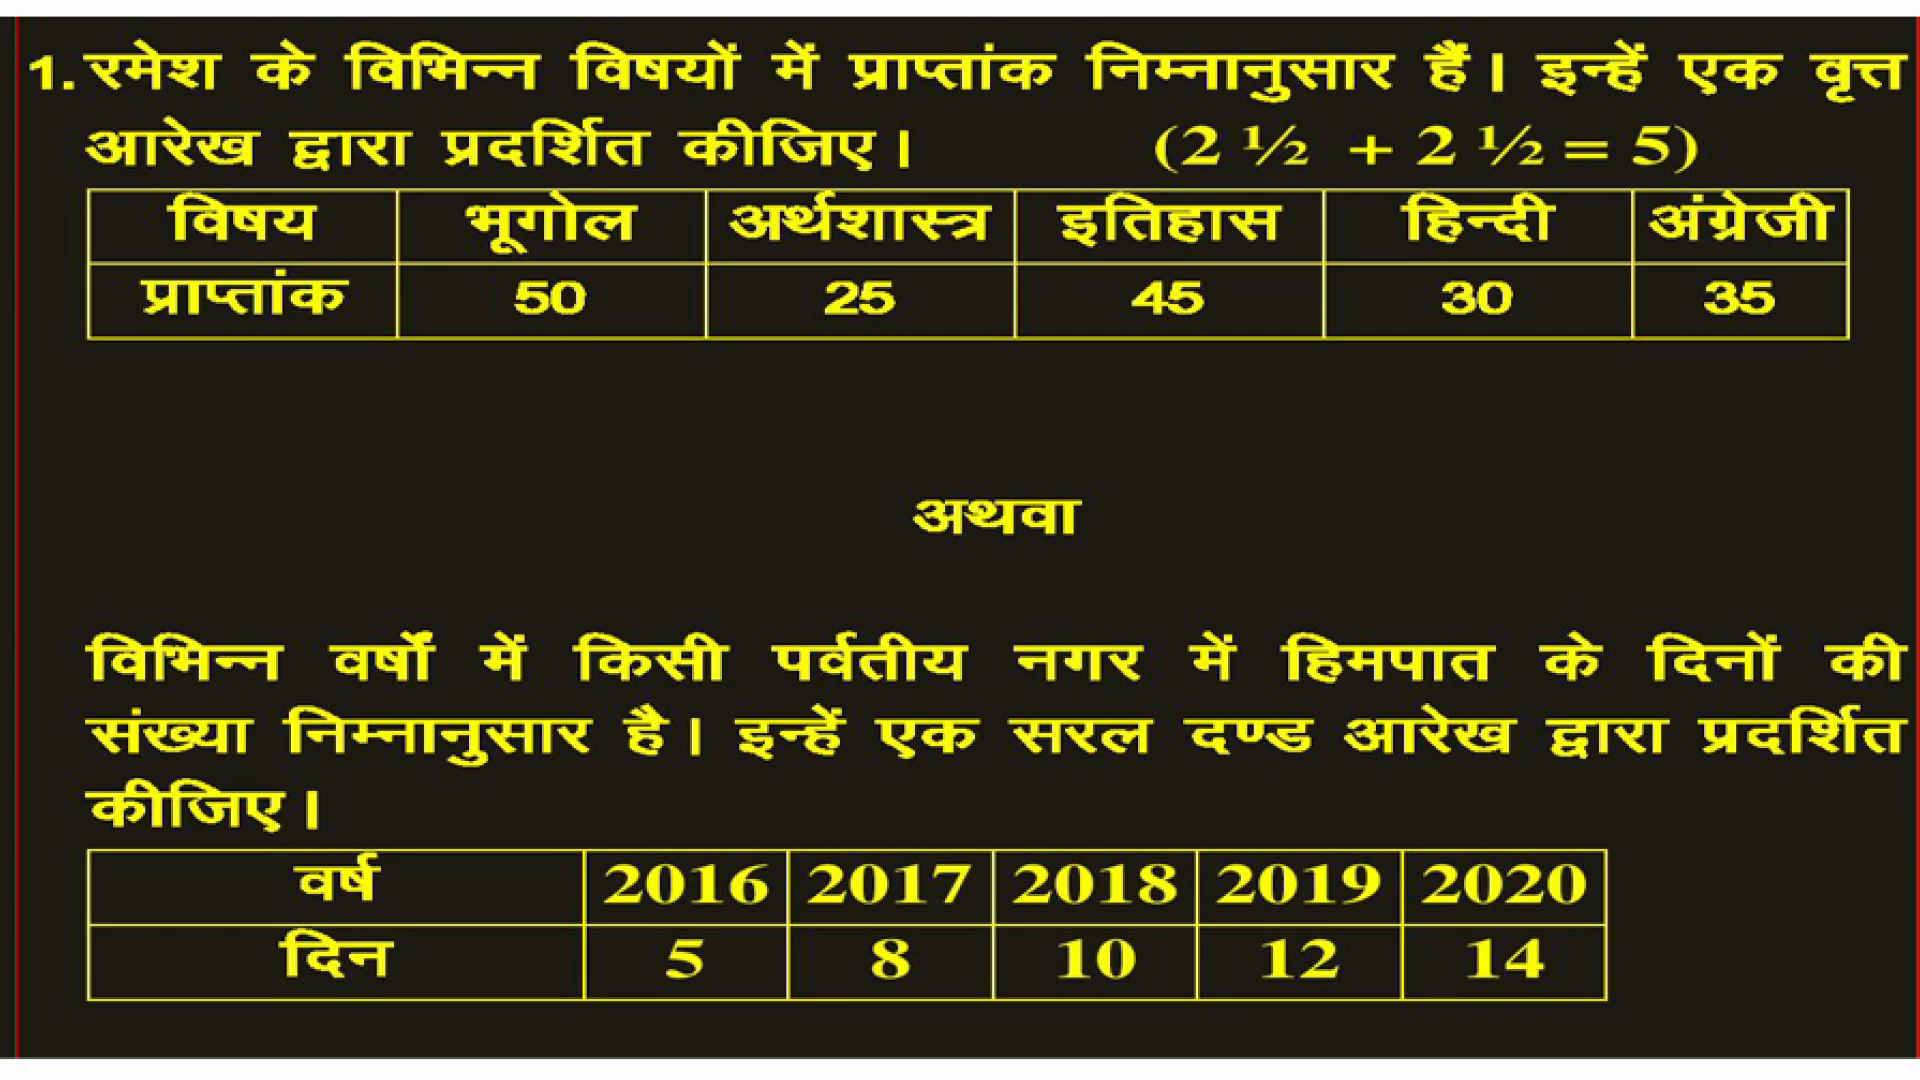 1. रमेश के विभिन्न विषयों में प्राप्तांक निम्नानुसार हैं। इन्हें एक वृत्त
आरेख द्वारा प्रदर्शित कीजिए। (2 ½ + 2 ½ = 5)
विषय भूगोल अर्थशास्त्र इतिहास हिन्दी अंग्रेजी
प्राप्तांक 50 25 45 30 35
अथवा
विभिन्न वर्षों में किसी पर्वतीय नगर में हिमपात के दिनों की
संख्या निम्नानुसार है। इन्हें एक सरल दण्ड आरेख द्वारा प्रदर्शित
कीजिए।
वर्ष 2016 2017 2018 2019 2020
दिन 5 8 10 12 14